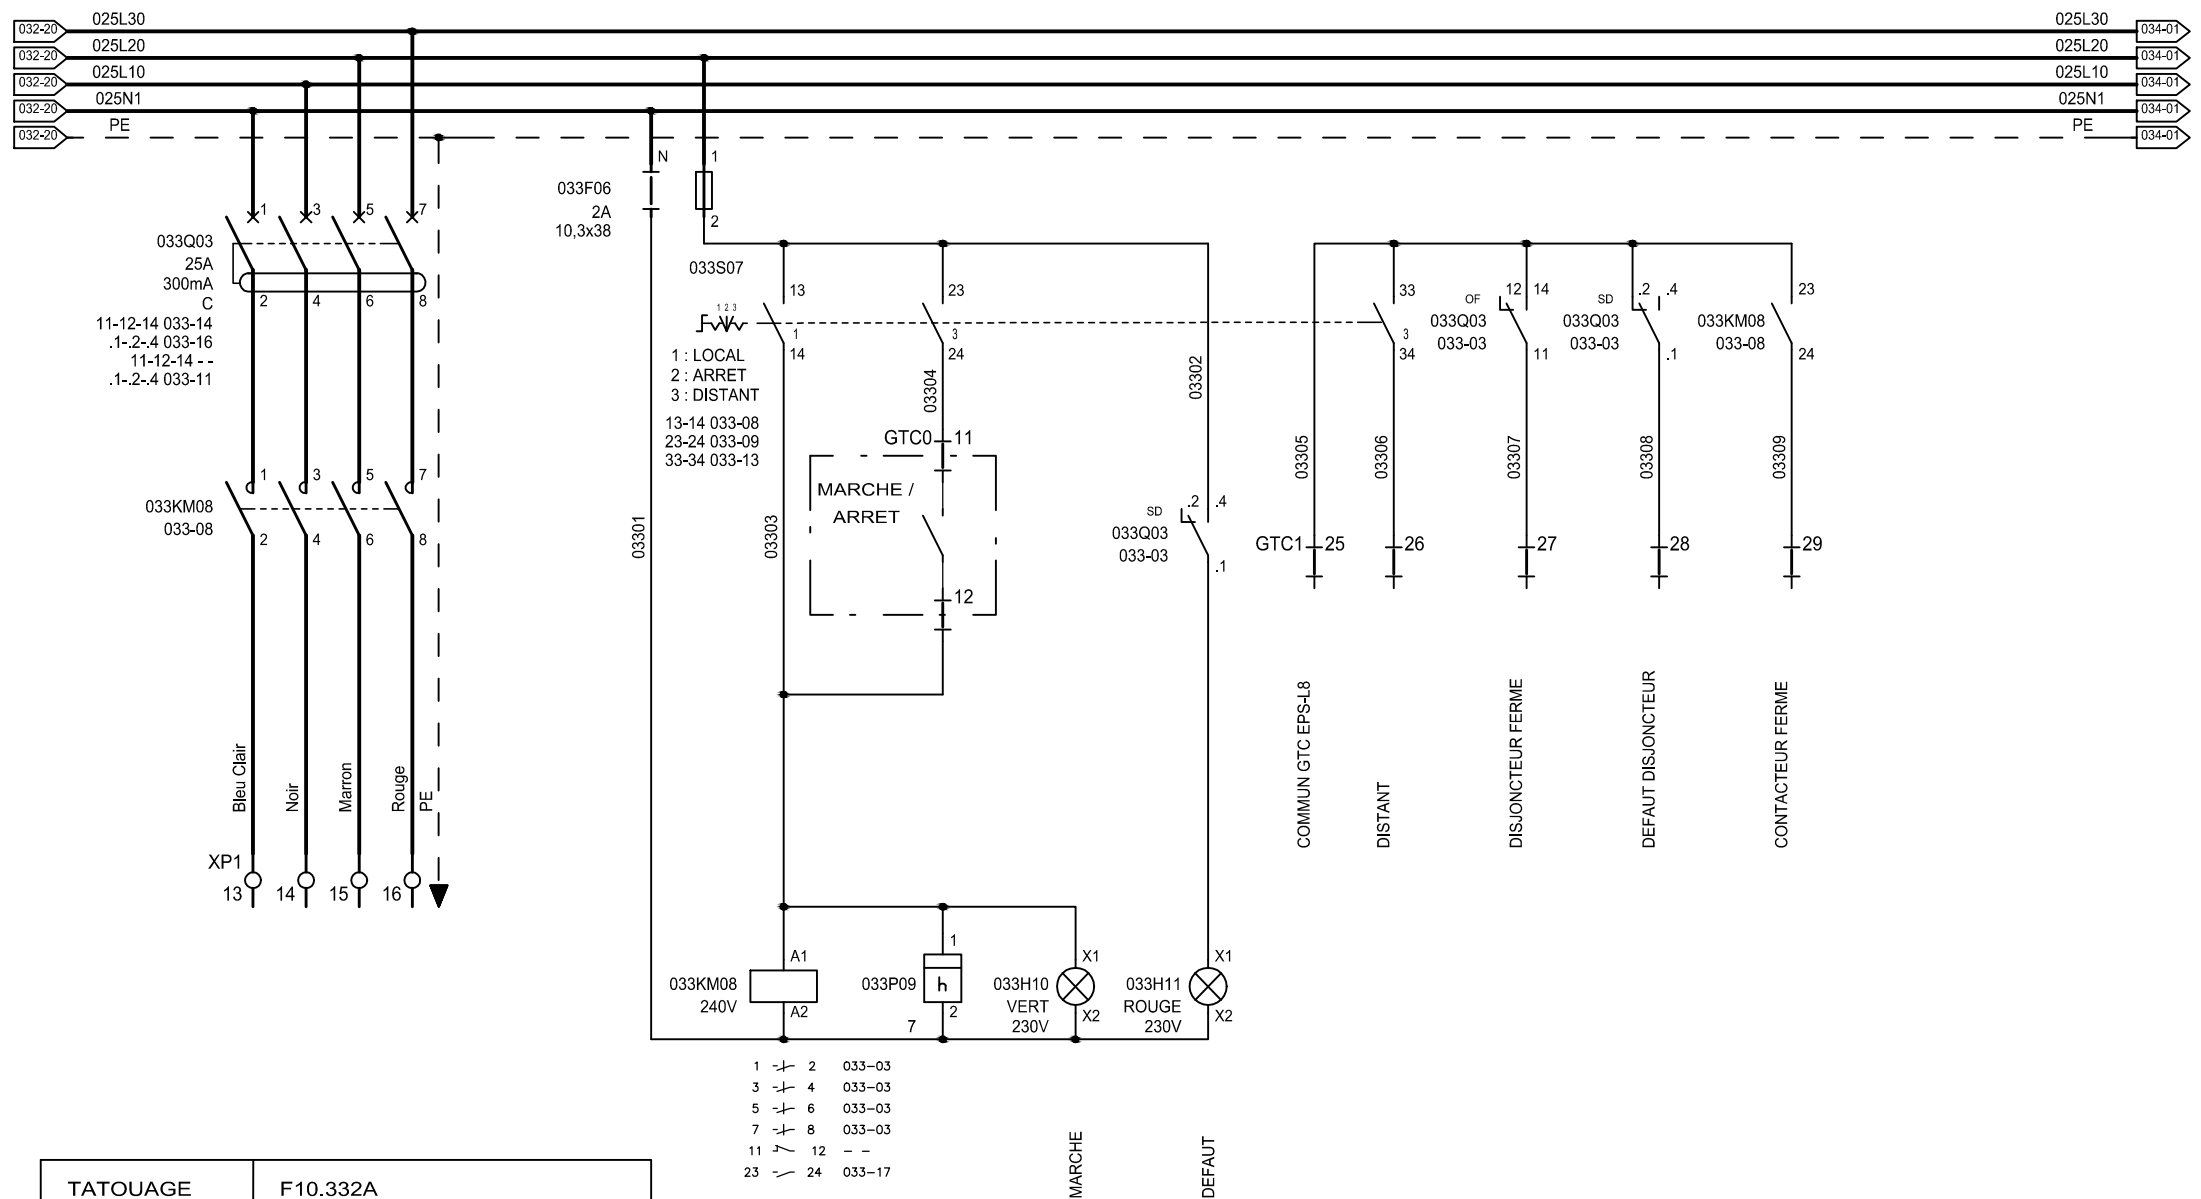 032-20 025L30 025L30 034-01
032-20 025L20 025L20 034-01
032-20 025L10 025L10 034-01
032-20 025N1 025N1 034-01
032-20 PE PE 034-01
1 3 5 7
033Q03
25A
300mA
C
2 4 6 8
11-12-14 033-14
.1-.2-.4 033-16
11-12-14 - -
.1-.2-.4 033-11
1 3 5 7
033KM08
033-08
2 4 6 8
Bleu Clair
Noir
Marron
Rouge
PE
XP1
13 14 15 16
N 1
033F06
2A
10,3x38
2
033S07
1 2 3
13
1
14
23
3
24
1 : LOCAL
2 : ARRET
3 : DISTANT
13-14 033-08
23-24 033-09
33-34 033-13
03301
03303
03304
03302
GTC0 11
MARCHE /
ARRET
12
SD .2 .4
033Q03
033-03
.1
033KM08
240V
A1
A2
033P09
1
h
2
7
033H10
VERT
230V
X1
X2
033H11
ROUGE
230V
X1
X2
1 2 033-03
3 4 033-03
5 6 033-03
7 8 033-03
11 12 - -
23 24 033-17
MARCHE
DEFAUT
33
3
34
OF 12 14
033Q03
033-03
11
SD .2 .4
033Q03
033-03
.1
23
033KM08
033-08
24
03305
03306
03307
03308
03309
GTC1 25 26 27 28 29
COMMUN GTC EPS-L8
DISTANT
DISJONCTEUR FERME
DEFAUT DISJONCTEUR
CONTACTEUR FERME
TATOUAGE F10.332A